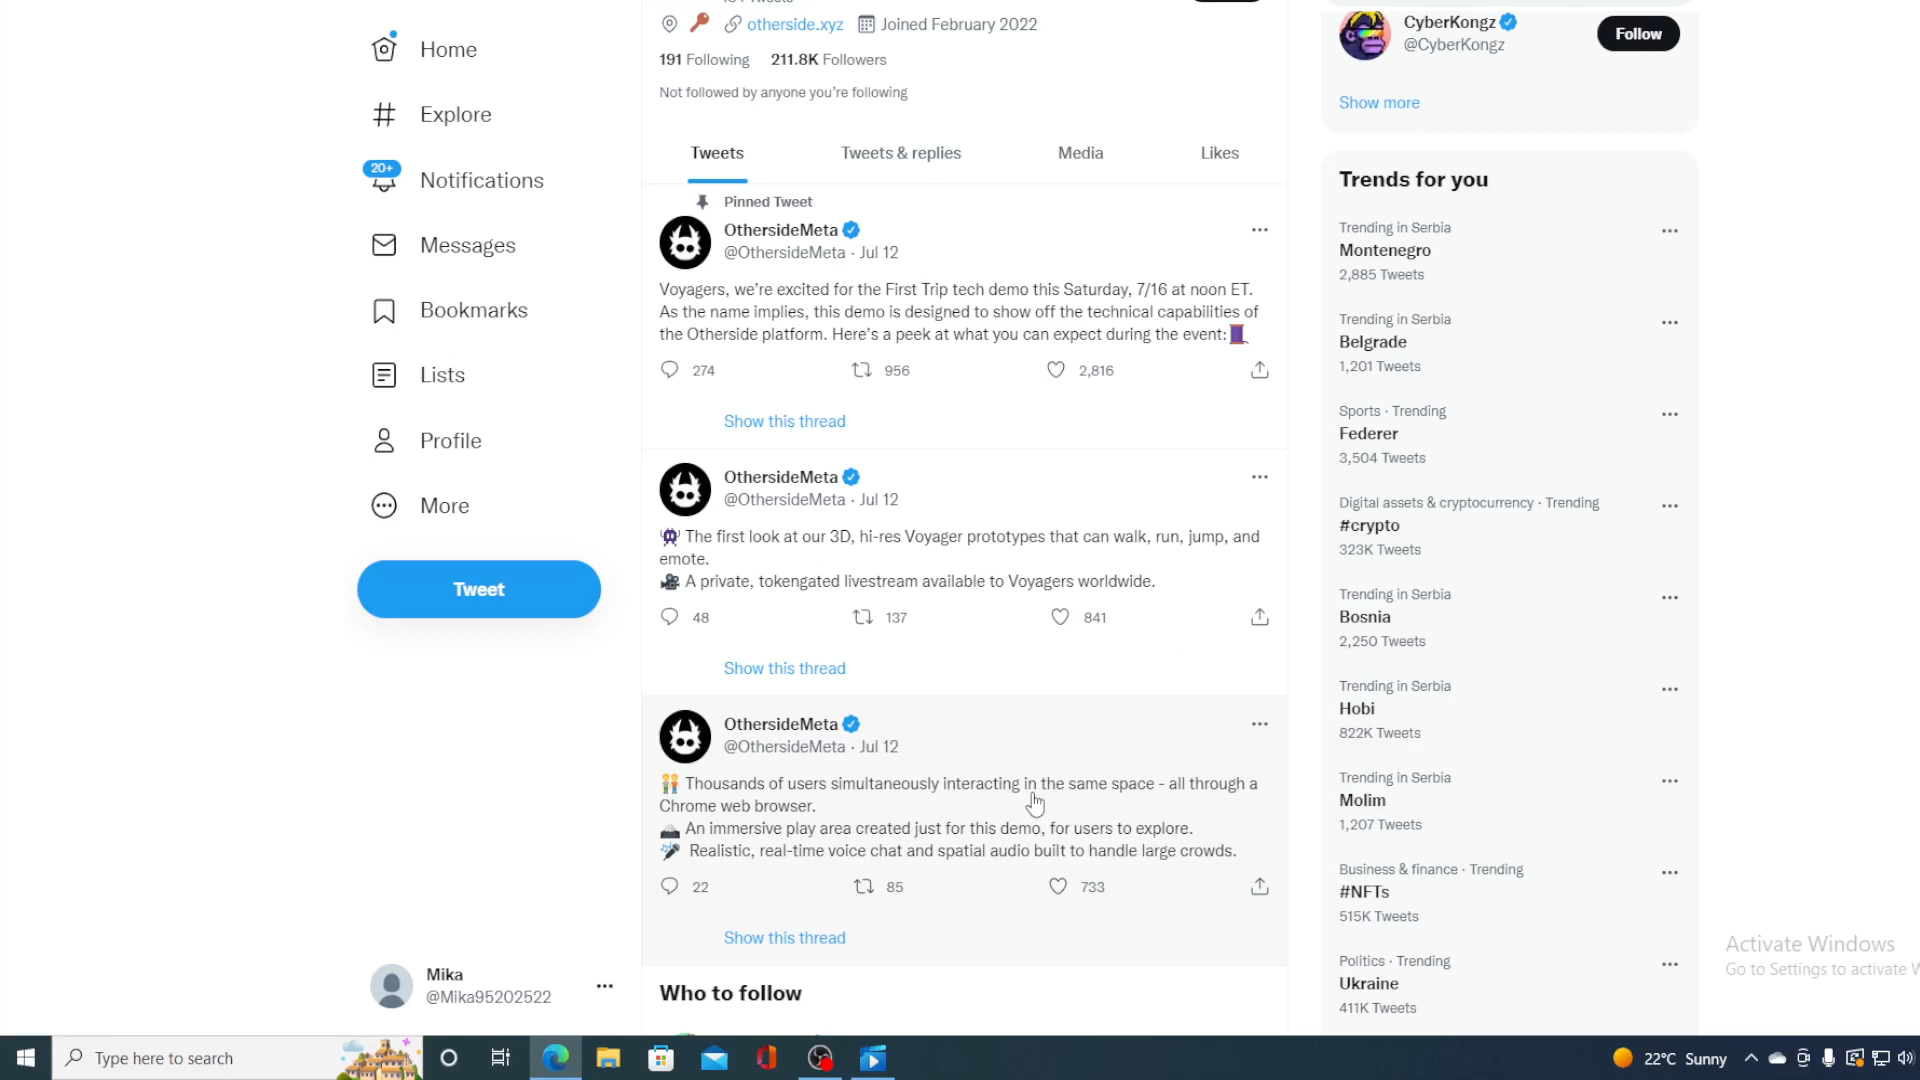 Home
Explore
20+
Notifications
Messages
Bookmarks
Lists
Profile
More
Tweet
Mika
@Mika95202522
otherside.xyz Joined February 2022
191 Following 211.8K Followers
Not followed by anyone you're following
Tweets Tweets & replies Media Likes
Pinned Tweet
OthersideMeta
@OthersideMeta · Jul 12
Voyagers, we're excited for the First Trip tech demo this Saturday, 7/16 at noon ET.
As the name implies, this demo is designed to show off the technical capabilities of
the Otherside platform. Here's a peek at what you can expect during the event:
274 956 2,816
Show this thread
OthersideMeta
@OthersideMeta · Jul 12
The first look at our 3D, hi-res Voyager prototypes that can walk, run, jump, and
emote.
A private, tokengated livestream available to Voyagers worldwide.
48 137 841
Show this thread
OthersideMeta
@OthersideMeta · Jul 12
Thousands of users simultaneously interacting in the same space - all through a
Chrome web browser.
An immersive play area created just for this demo, for users to explore.
Realistic, real-time voice chat and spatial audio built to handle large crowds.
22 85 733
Show this thread
Who to follow
CyberKongz
@CyberKongz
Follow
Show more
Trends for you
Trending in Serbia
Montenegro
2,885 Tweets
Trending in Serbia
Belgrade
1,201 Tweets
Sports · Trending
Federer
3,504 Tweets
Digital assets & cryptocurrency · Trending
#crypto
323K Tweets
Trending in Serbia
Bosnia
2,250 Tweets
Trending in Serbia
Hobi
822K Tweets
Trending in Serbia
Molim
1,207 Tweets
Business & finance · Trending
#NFTs
515K Tweets
Politics · Trending
Ukraine
411K Tweets
Activate Windows
Go to Settings to activate
Type here to search
22°C Sunny